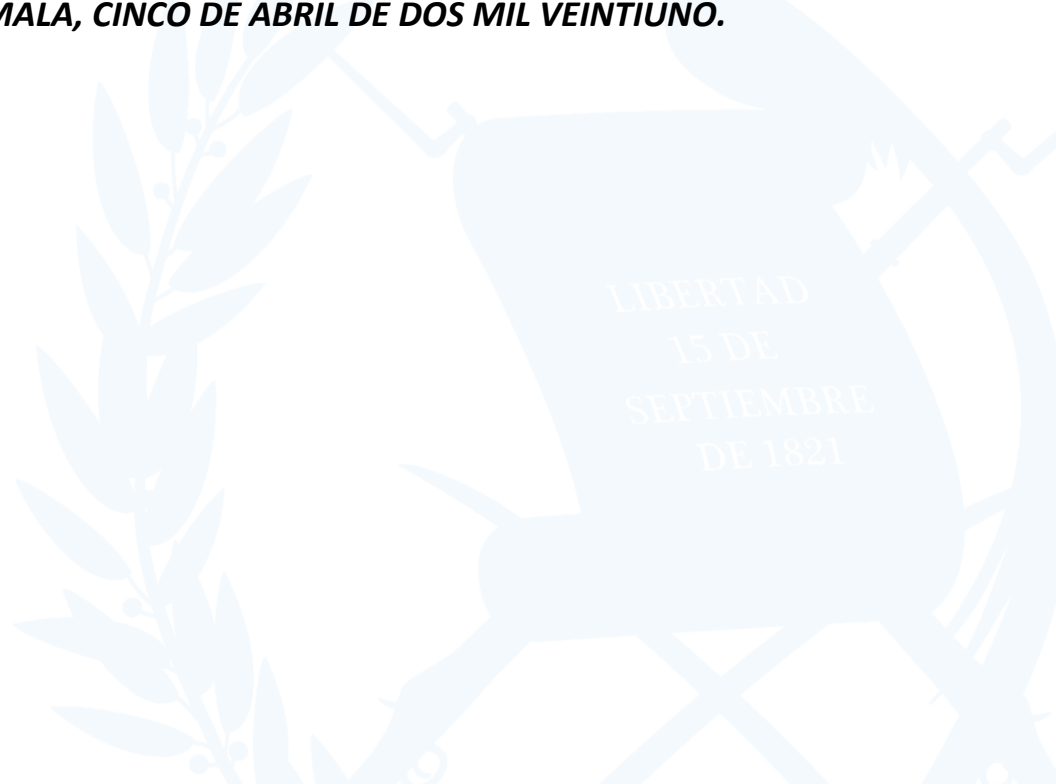 MALA, CINCO DE ABRIL DE DOS MIL VEINTIUNO.
LIBERTAD
15 DE
SEPTIEMBRE
DE 1821